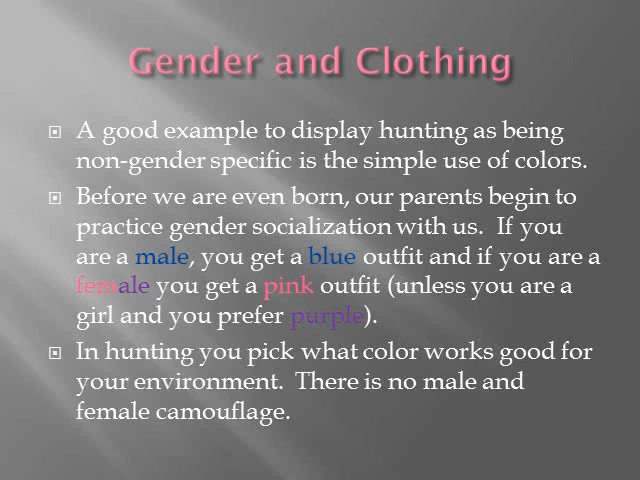 Gender and Clothing
A good example to display hunting as being
non-gender specific is the simple use of colors.
Before we are even born, our parents begin to
practice gender socialization with us.  If you
are a male, you get a blue outfit and if you are a
female you get a pink outfit (unless you are a
girl and you prefer purple).
In hunting you pick what color works good for
your environment.  There is no male and
female camouflage.